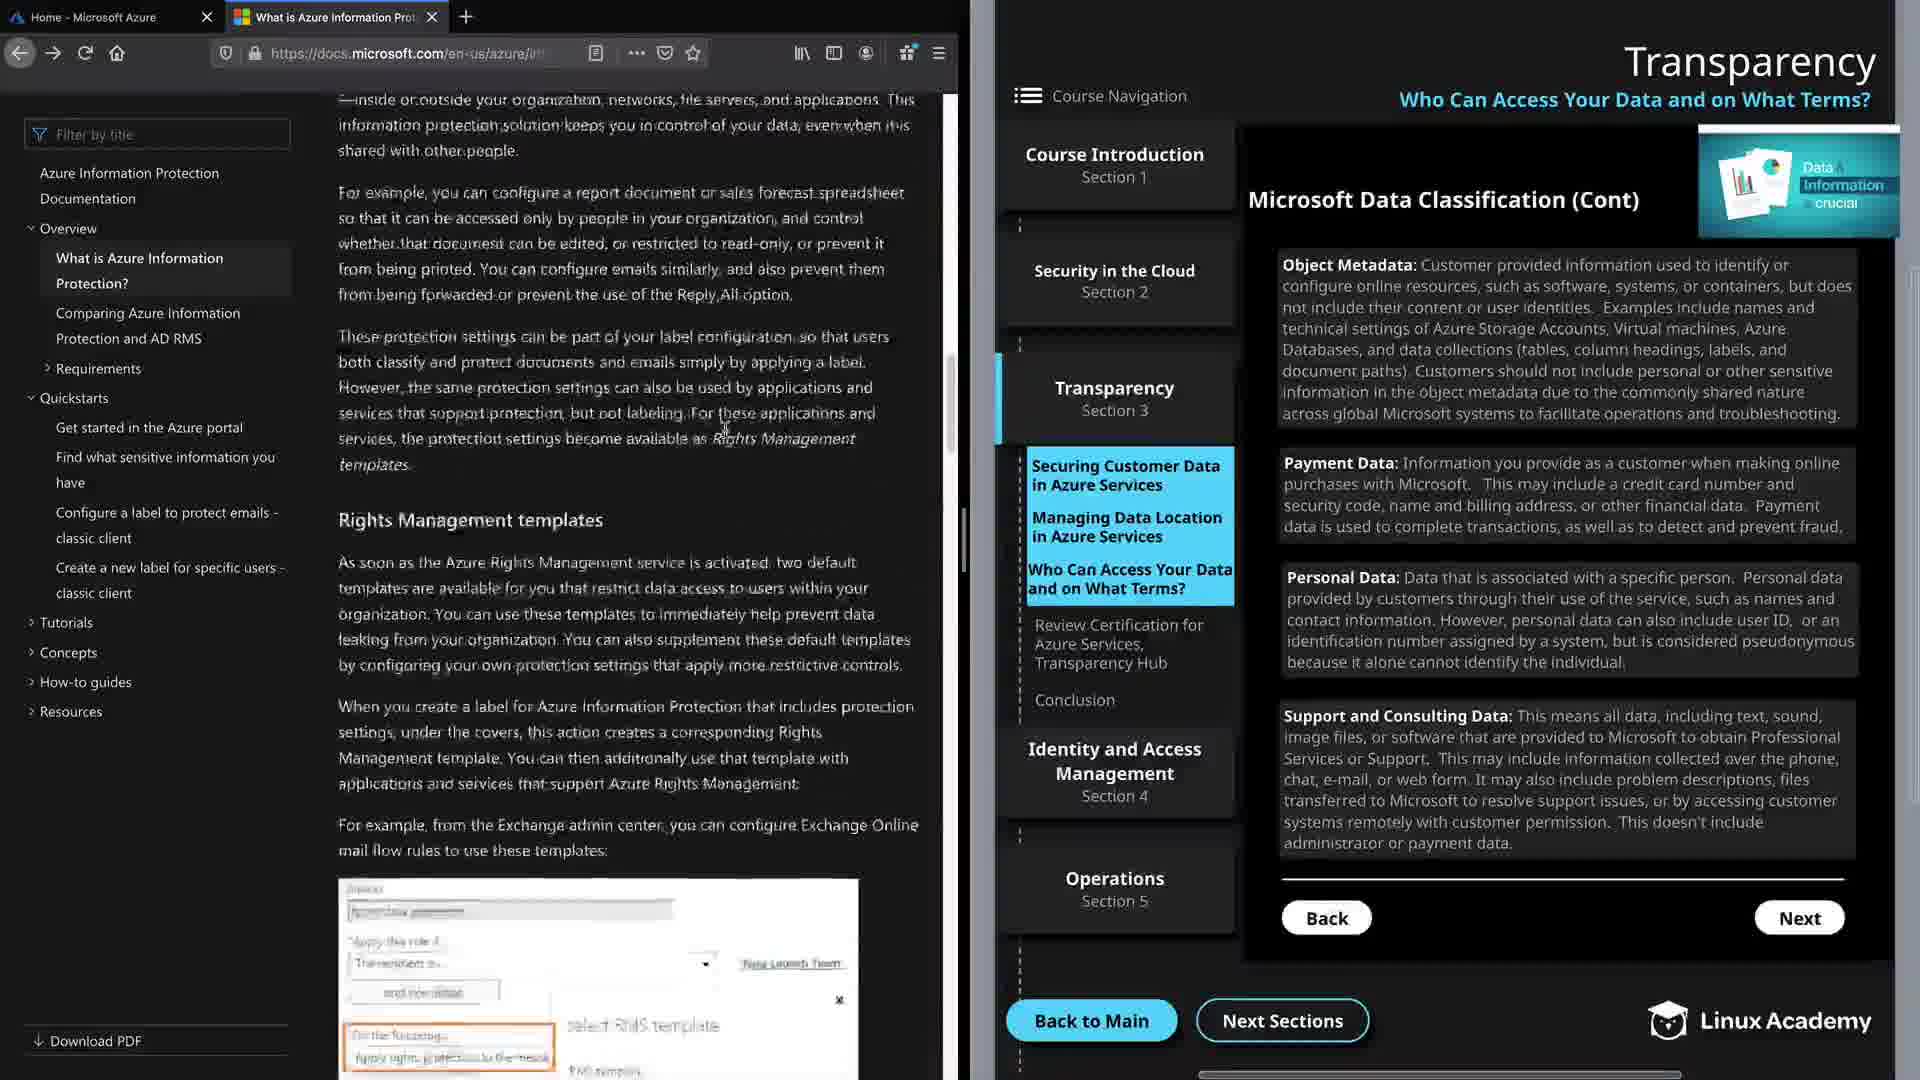 Home - Microsoft Azure
What is Azure Information Prot
https://docs.microsoft.com/en-us/azure/in
Filter by title
Azure Information Protection
Documentation
Overview
What is Azure Information
Protection?
Comparing Azure Information
Protection and AD RMS
Requirements
Quickstarts
Get started in the Azure portal
Find what sensitive information you
have
Configure a label to protect emails -
classic client
Create a new label for specific users -
classic client
Tutorials
Concepts
How-to guides
Resources
Download PDF
—inside or outside your organization, networks, file servers, and applications. This
information protection solution keeps you in control of your data, even when it is
shared with other people.
For example, you can configure a report document or sales forecast spreadsheet
so that it can be accessed only by people in your organization, and control
whether that document can be edited, or restricted to read-only, or prevent it
from being printed. You can configure emails similarly, and also prevent them
from being forwarded or prevent the use of the Reply All option.
These protection settings can be part of your label configuration, so that users
both classify and protect documents and emails simply by applying a label.
However, the same protection settings can also be used by applications and
services that support protection, but not labeling. For these applications and
services, the protection settings become available as Rights Management
templates.
Rights Management templates
As soon as the Azure Rights Management service is activated, two default
templates are available for you that restrict data access to users within your
organization. You can use these templates to immediately help prevent data
leaking from your organization. You can also supplement these default templates
by configuring your own protection settings that apply more restrictive controls.
When you create a label for Azure Information Protection that includes protection
settings, under the covers, this action creates a corresponding Rights
Management template. You can then additionally use that template with
applications and services that support Azure Rights Management.
For example, from the Exchange admin center, you can configure Exchange Online
mail flow rules to use these templates:
*Apply this rule if...
The recipient is...
New Launch Team
select RMS template
Do the following...
Apply rights protection to the
RMS template
Transparency
Who Can Access Your Data and on What Terms?
Course Navigation
Course Introduction
Section 1
Security in the Cloud
Section 2
Transparency
Section 3
Securing Customer Data
in Azure Services
Managing Data Location
in Azure Services
Who Can Access Your Data
and on What Terms?
Review Certification for
Azure Services,
Transparency Hub
Conclusion
Identity and Access
Management
Section 4
Operations
Section 5
Microsoft Data Classification (Cont)
Data
Information
crucial
Object Metadata: Customer provided information used to identify or
configure online resources, such as software, systems, or containers, but does
not include their content or user identities. Examples include names and
technical settings of Azure Storage Accounts, Virtual machines, Azure
Databases, and data collections (tables, column headings, labels, and
document paths). Customers should not include personal or other sensitive
information in the object metadata due to the commonly shared nature
across global Microsoft systems to facilitate operations and troubleshooting.
Payment Data: Information you provide as a customer when making online
purchases with Microsoft. This may include a credit card number and
security code, name and billing address, or other financial data. Payment
data is used to complete transactions, as well as to detect and prevent fraud,
Personal Data: Data that is associated with a specific person. Personal data
provided by customers through their use of the service, such as names and
contact information. However, personal data can also include user ID, or an
identification number assigned by a system, but is considered pseudonymous
because it alone cannot identify the individual.
Support and Consulting Data: This means all data, including text, sound,
image files, or software that are provided to Microsoft to obtain Professional
Services or Support. This may include information collected over the phone,
chat, e-mail, or web form. It may also include problem descriptions, files
transferred to Microsoft to resolve support issues, or by accessing customer
systems remotely with customer permission. This doesn't include
administrator or payment data.
Back
Next
Back to Main
Next Sections
Linux Academy